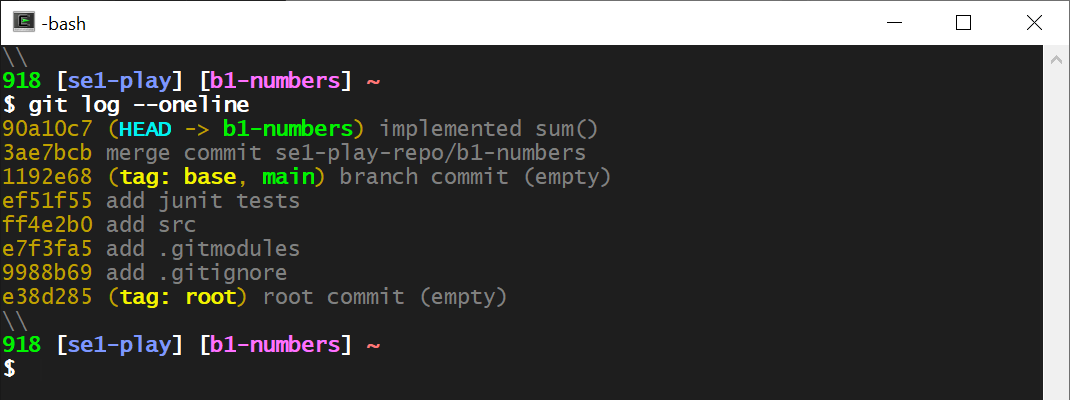 -bash
\\
918 [se1-play] [b1-numbers] ~
$ git log --oneline
90a10c7 (HEAD -> b1-numbers) implemented sum()
3ae7bcb merge commit se1-play-repo/b1-numbers
1192e68 (tag: base, main) branch commit (empty)
ef51f55 add junit tests
ff4e2b0 add src
e7f3fa5 add .gitmodules
9988b69 add .gitignore
e38d285 (tag: root) root commit (empty)
\\
918 [se1-play] [b1-numbers] ~
$